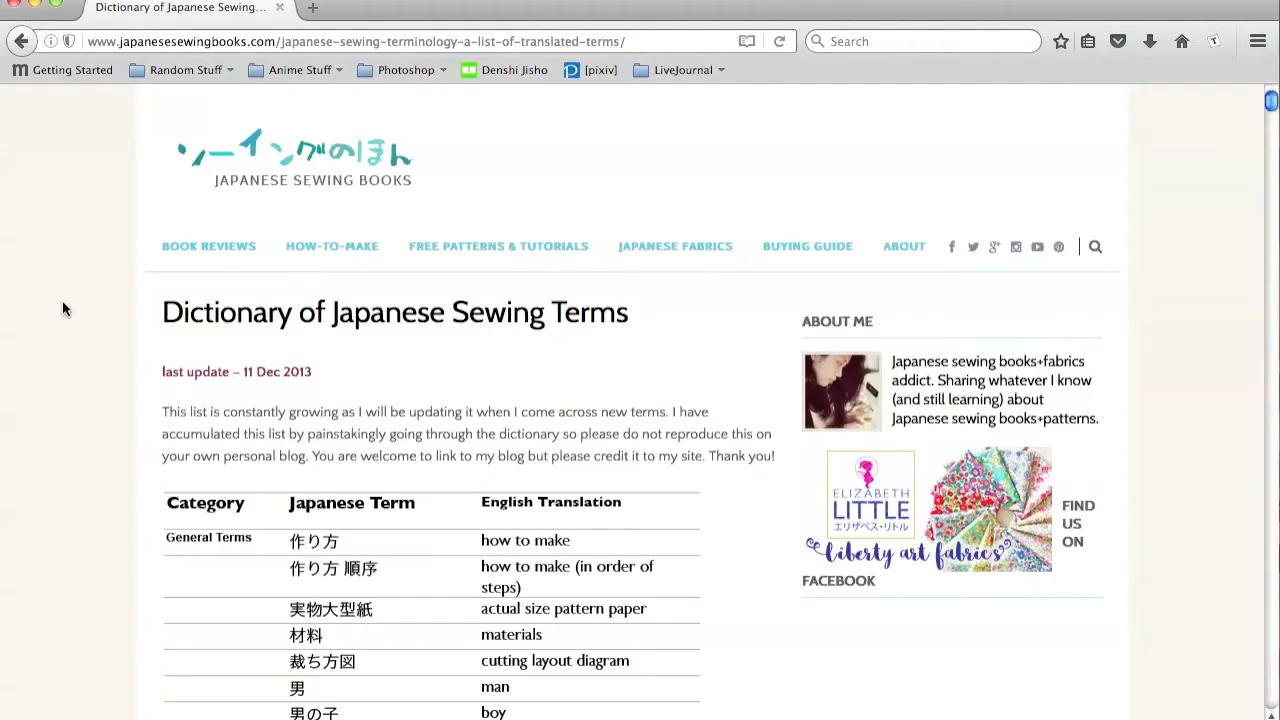 Dictionary of Japanese Sewing...
www.japanesesewingbooks.com/japanese-sewing-terminology-a-list-of-translated-terms/
Search
Getting Started Random Stuff Anime Stuff Photoshop Denshi Jisho [pixiv] LiveJournal
ソーイングのほん
JAPANESE SEWING BOOKS
BOOK REVIEWS HOW-TO-MAKE FREE PATTERNS & TUTORIALS JAPANESE FABRICS BUYING GUIDE ABOUT
Dictionary of Japanese Sewing Terms
last update – 11 Dec 2013
This list is constantly growing as I will be updating it when I come across new terms. I have
accumulated this list by painstakingly going through the dictionary so please do not reproduce this on
your own personal blog. You are welcome to link to my blog but please credit it to my site. Thank you!
Category Japanese Term English Translation
General Terms 作り方 how to make
作り方 順序 how to make (in order of
steps)
実物大型紙 actual size pattern paper
材料 materials
裁ち方図 cutting layout diagram
男 man
男の子 boy
ABOUT ME
Japanese sewing books+fabrics
addict. Sharing whatever I know
(and still learning) about
Japanese sewing books+patterns.
ELIZABETH
LITTLE
エリザベス・リトル
liberty art fabrics
FIND
US
ON
FACEBOOK